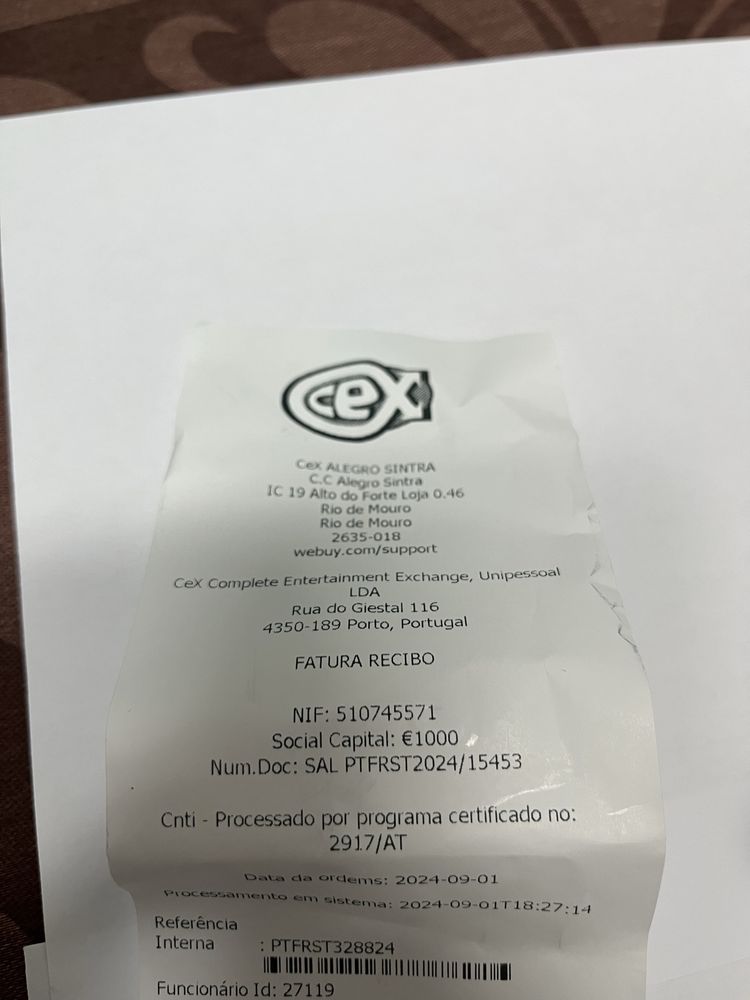 cex
CeX ALEGRO SINTRA
C.C Alegro Sintra
IC 19 Alto do Forte Loja 0.46
Rio de Mouro
Rio de Mouro
2635-018
webuy.com/support
CeX Complete Entertainment Exchange, Unipessoal
LDA
Rua do Giestal 116
4350-189 Porto, Portugal
FATURA RECIBO
NIF: 510745571
Social Capital: €1000
Num.Doc: SAL PTFRST2024/15453
Cnti - Processado por programa certificado no:
2917/AT
Data da ordems: 2024-09-01
Processamento em sistema: 2024-09-01T18:27:14
Referência
Interna : PTFRST328824
Funcionário Id: 27119